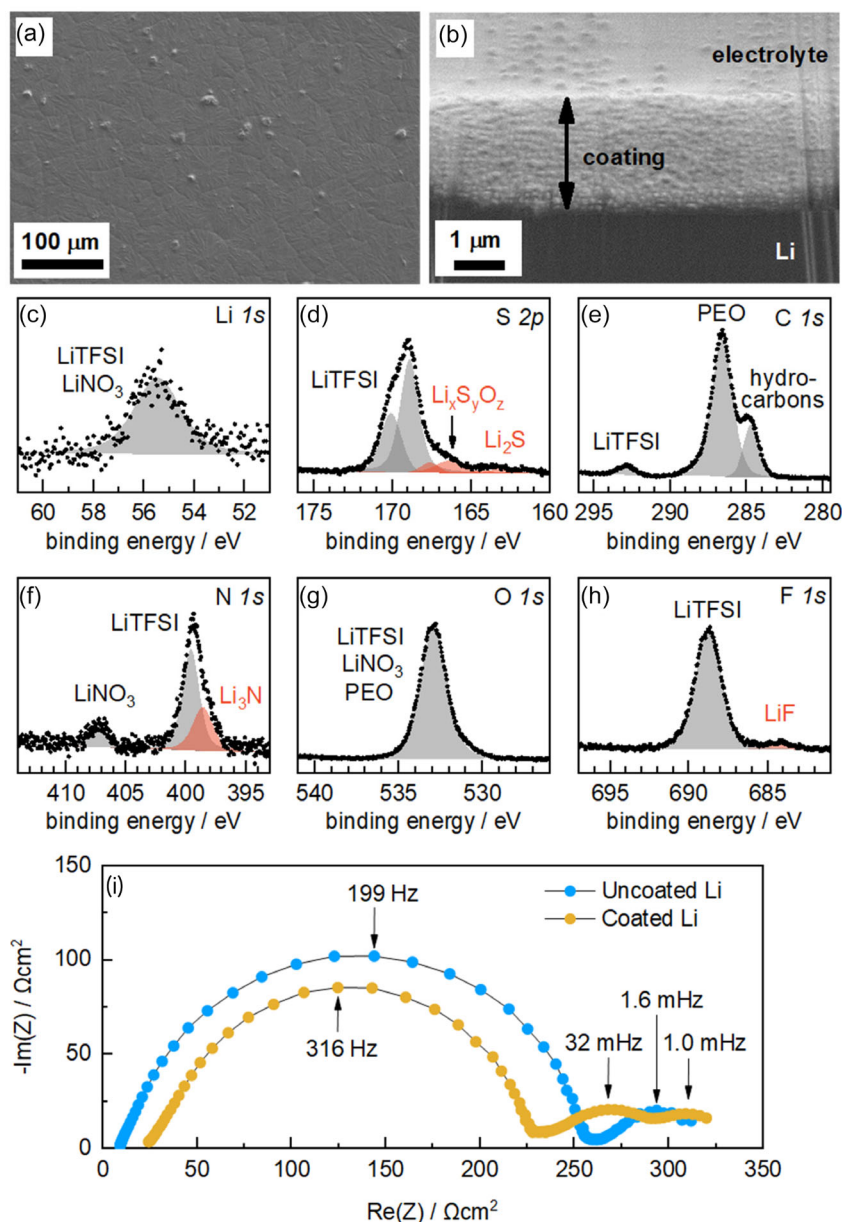 (a)
100 μm
(b)
electrolyte
coating
1 μm
Li
(c)
Li 1s
LiTFSI
LiNO₃
60 58 56 54 52
binding energy / eV
(d)
S 2p
LiTFSI
LiₓSᵧO_z
Li₂S
175 170 165 160
binding energy / eV
(e)
PEO
C 1s
hydro-
carbons
LiTFSI
295 290 285 280
binding energy / eV
(f)
N 1s
LiTFSI
LiNO₃
Li₃N
410 405 400 395
binding energy / eV
(g)
O 1s
LiTFSI
LiNO₃
PEO
540 535 530
binding energy / eV
(h)
F 1s
LiTFSI
LiF
695 690 685
binding energy / eV
(i)
150
100
50
0
-Im(Z) / Ωcm²
199 Hz
Uncoated Li
Coated Li
316 Hz
32 mHz
1.6 mHz
1.0 mHz
0 50 100 150 200 250 300 350
Re(Z) / Ωcm²